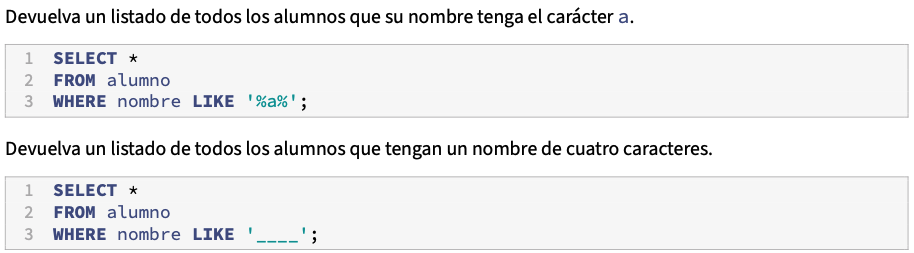 Devuelva un listado de todos los alumnos que su nombre tenga el carácter a.
1 SELECT *
2 FROM alumno
3 WHERE nombre LIKE '%a%';
Devuelva un listado de todos los alumnos que tengan un nombre de cuatro caracteres.
1 SELECT *
2 FROM alumno
3 WHERE nombre LIKE '____';